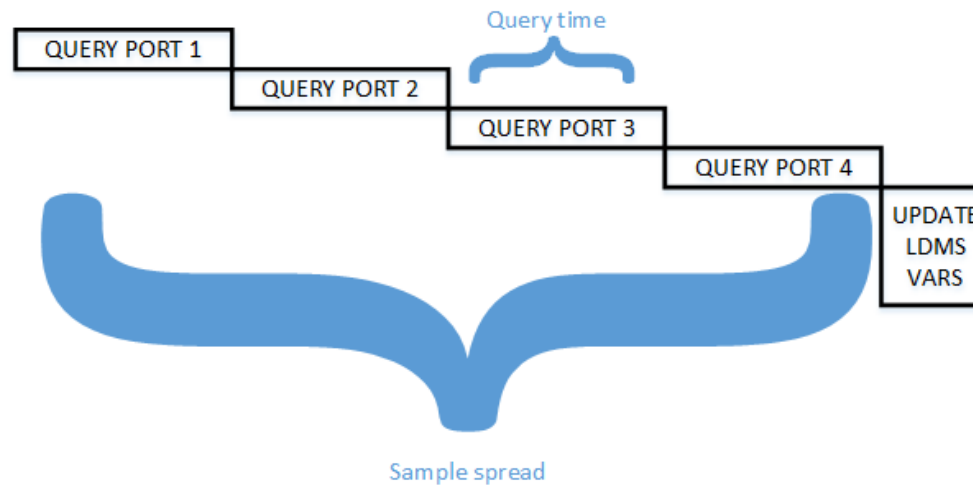 Query time
QUERY PORT 1
QUERY PORT 2
QUERY PORT 3
QUERY PORT 4
UPDATE
LDMS
VARS
Sample spread